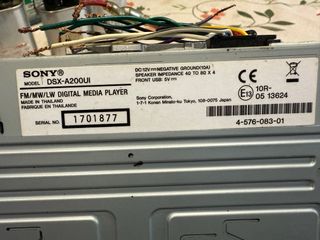 SONY®
MODEL DSX-A200UI
FM/MW/LW DIGITAL MEDIA PLAYER
MADE IN THAILAND
FABRIQUÉ EN THAILANDE
SERIAL NO. 1701877
DC12V⎓NEGATIVE GROUND(10A)
SPEAKER IMPEDANCE 4Ω TO 8Ω X 4
FRONT USB: 5V⎓
Sony Corporation,
1-7-1 Konan Minato-ku Tokyo, 108-0075 Japan
CE
E13 10R-
05 13624
4-576-083-01